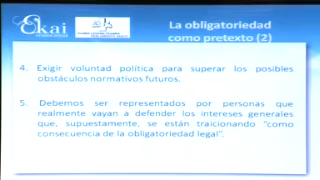 Ekai
La obligatoriedad
como pretexto (2)
4. Exigir voluntad política para superar los posibles
obstáculos normativos futuros.
5. Debemos ser representados por personas que
realmente vayan a defender los intereses generales
que, supuestamente, se están traicionando "como
consecuencia de la obligatoriedad legal".